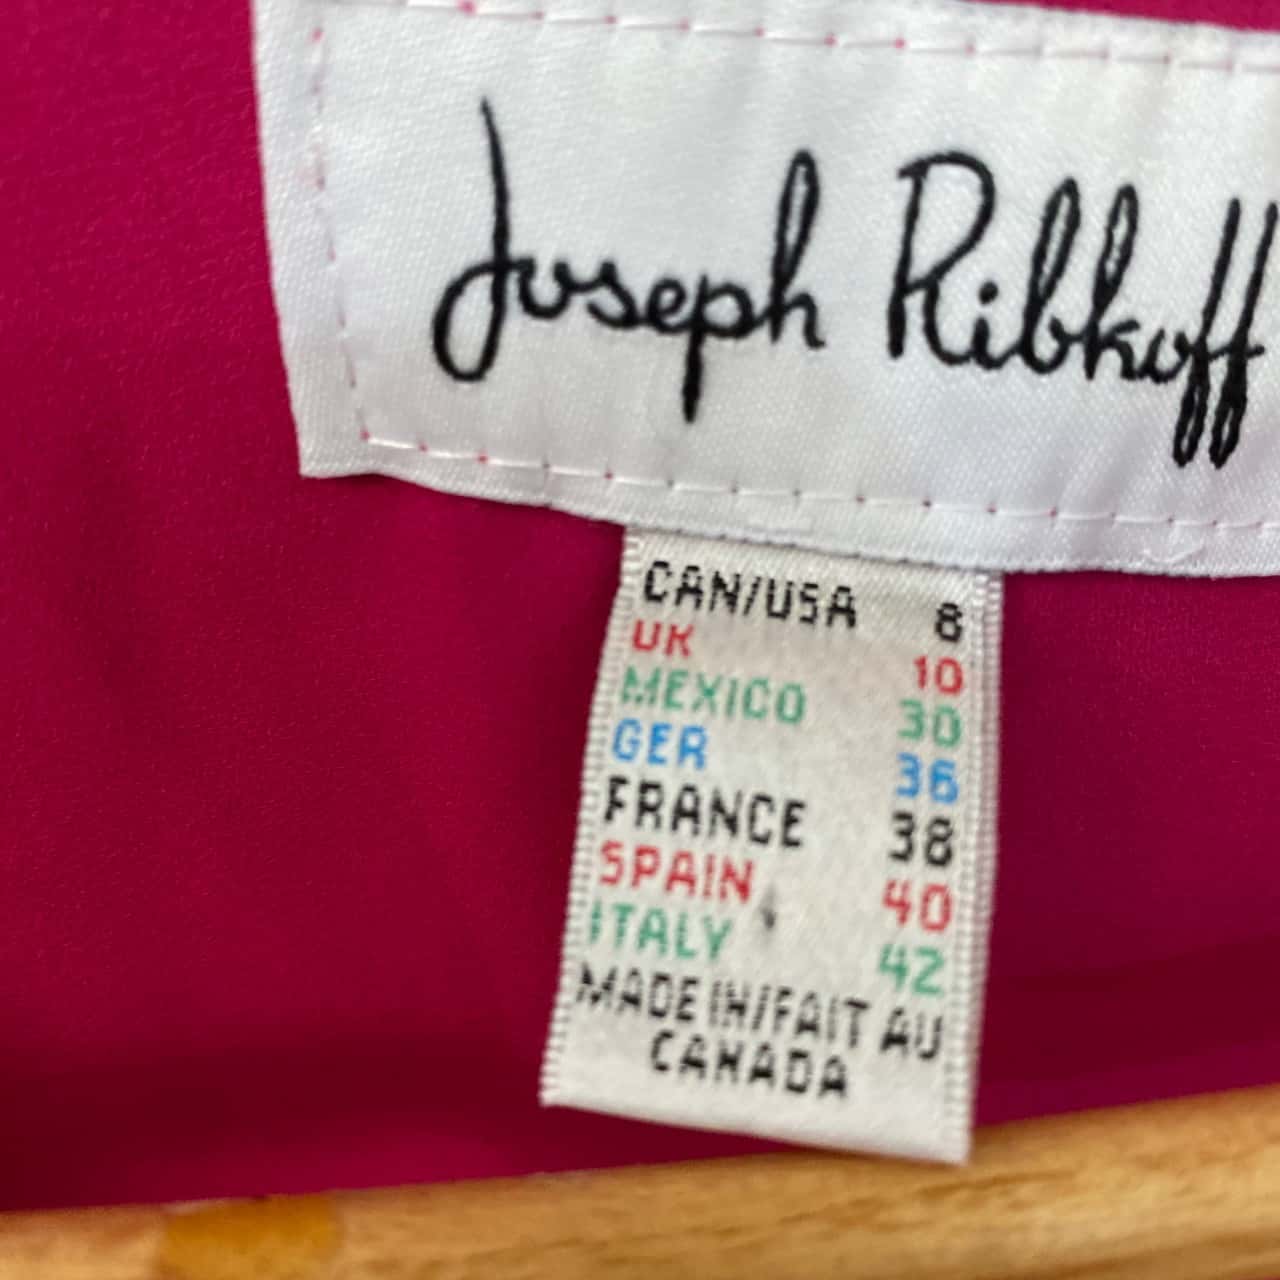 Joseph Ribkoff
CAN/USA 8
UK 10
MEXICO 30
GER 36
FRANCE 38
SPAIN 40
ITALY 42
MADE IN/FAIT AU
CANADA